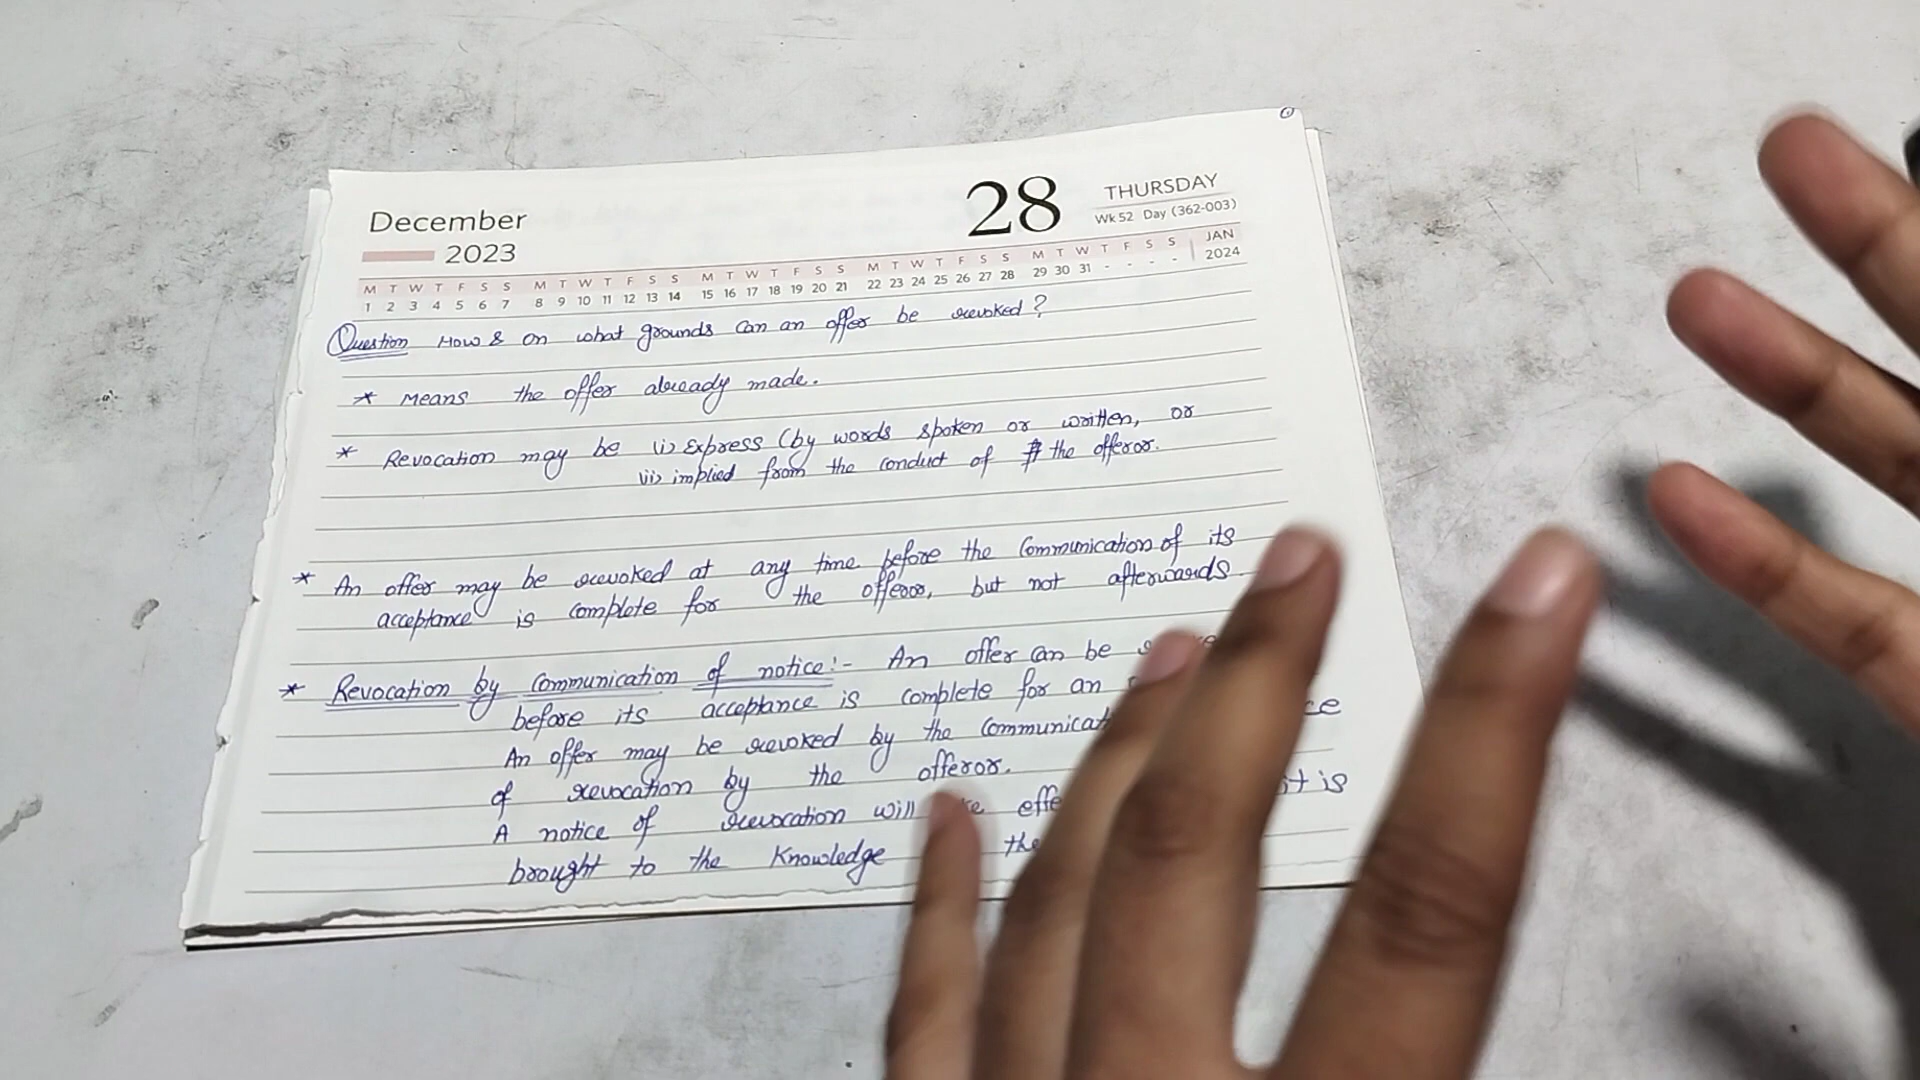 December
2023
28
THURSDAY
Wk 52 Day (362-003)
M T W T F S S M T W T F S S M T W T F S S M T W T F S S M T W T F S S JAN
1 2 3 4 5 6 7 8 9 10 11 12 13 14 15 16 17 18 19 20 21 22 23 24 25 26 27 28 29 30 31 - - - - 2024
Question How & on what grounds can an offer be revoked?
* Means the offer already made.
* Revocation may be (i) Express (by words spoken or written, or
(ii) implied from the conduct of the offeror.
* An offer may be revoked at any time before the communication of its
acceptance is complete for the offeror, but not afterwards
* Revocation by communication of notice:- An offer can be
before its acceptance is complete for an
An offer may be revoked by the
of revocation by the offeror.
A notice of revocation will it is
brought to the knowledge